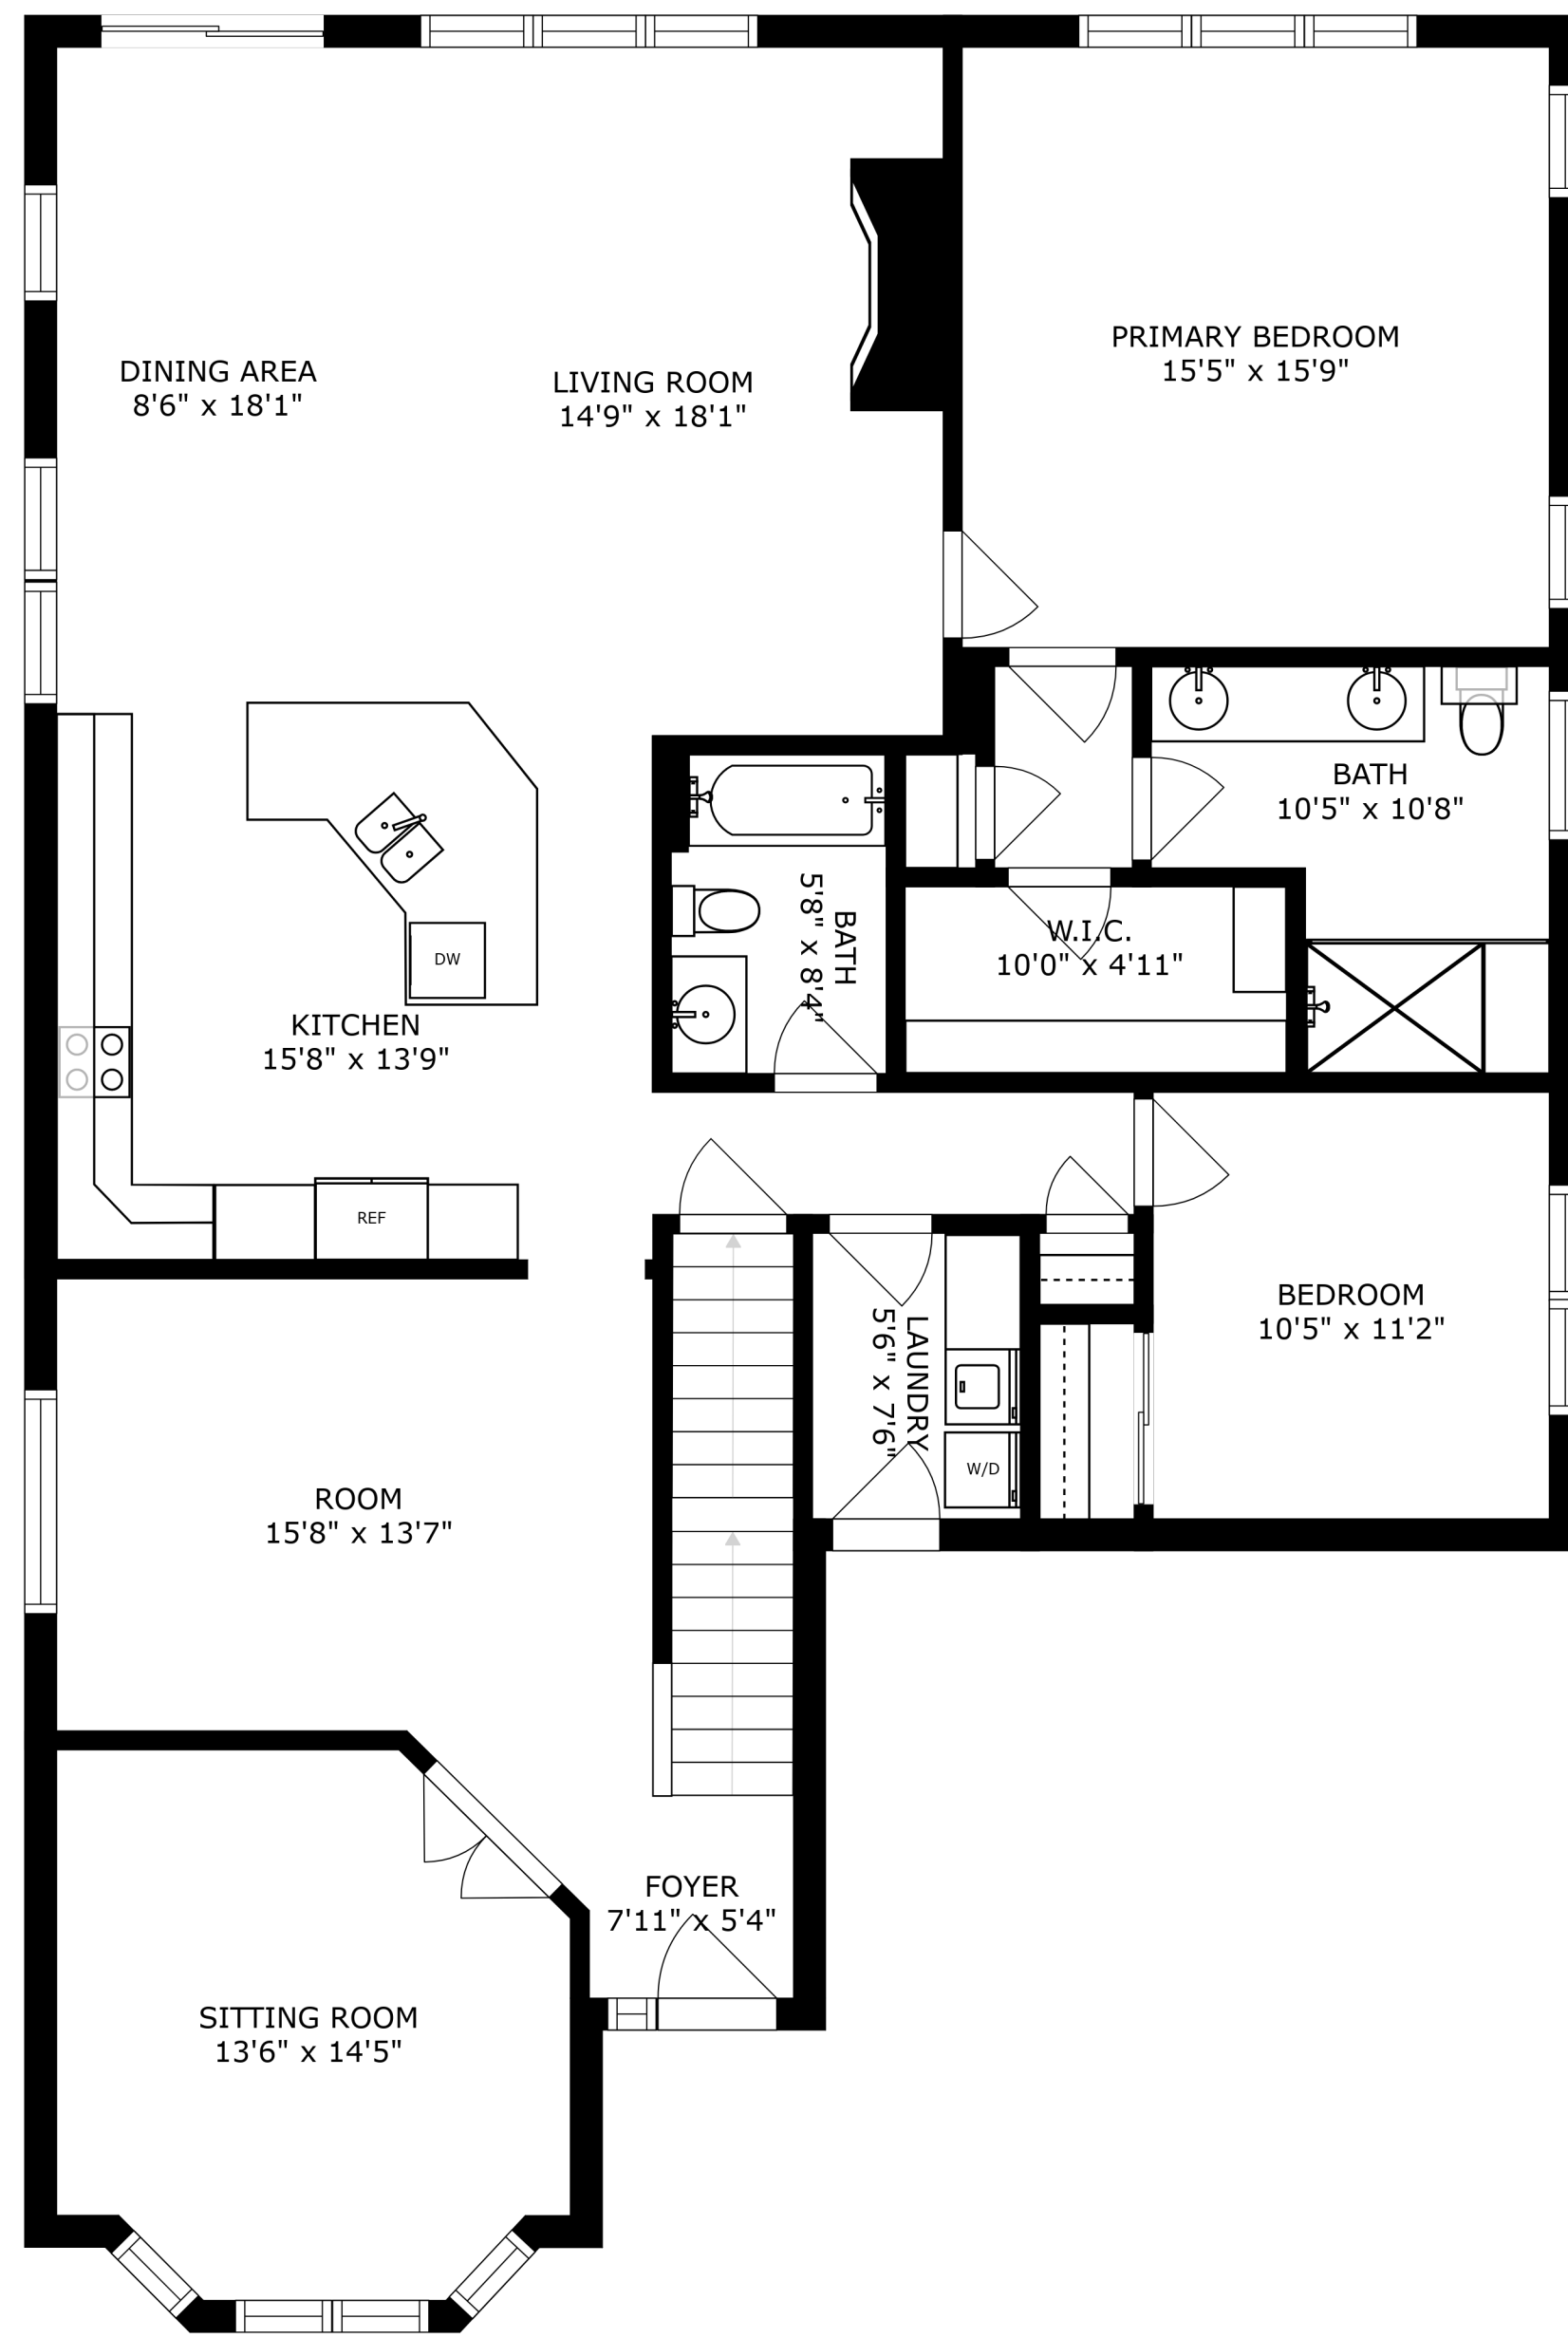 PRIMARY BEDROOM
15'5" x 15'9"
DINING AREA
8'6" x 18'1"
LIVING ROOM
14'9" x 18'1"
BATH
10'5" x 10'8"
BATH
5'8" x 8'4"
W.I.C.
10'0" x 4'11"
DW
KITCHEN
15'8" x 13'9"
REF
BEDROOM
10'5" x 11'2"
LAUNDRY
5'6" x 7'6"
W/D
ROOM
15'8" x 13'7"
FOYER
7'11" x 5'4"
SITTING ROOM
13'6" x 14'5"